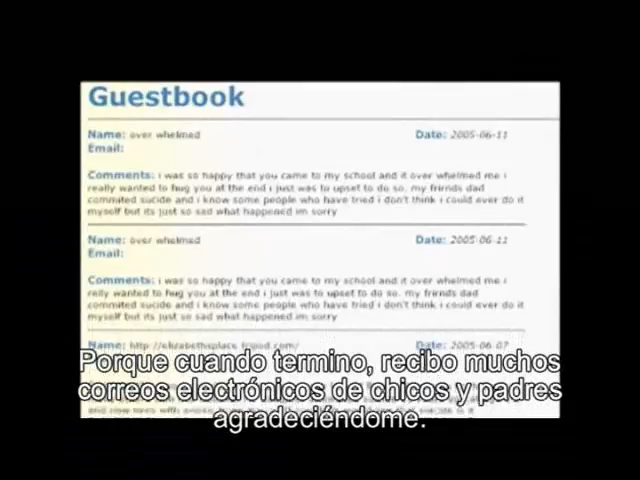 Guestbook
Name: over whelmed Date: 2005-06-11
Email:
Comments: i was so happy that you came to my school and it over whelmed me i
really wanted to hug you at the end i just was to upset to do so. my friends dad
commited sucide and i know some people who have tried i don't think i could ever do it
myself but its just so sad what happened im sorry
Name: over whelmed Date: 2005-06-11
Email:
Comments: i was so happy that you came to my school and it over whelmed me i
really wanted to hug you at the end i just was to upset to do so. my friends dad
commited sucide and i know some people who have tried i don't think i could ever do it
myself but its just so sad what happened im sorry
Name: http://elizabethsplace.tripod.com/ Date: 2005-06-07
Porque cuando termino, recibo muchos
correos electrónicos de chicos y padres
agradeciéndome.